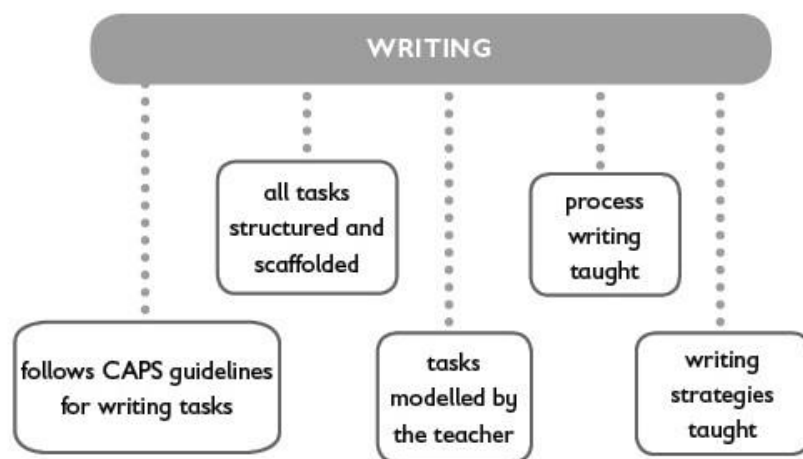 WRITING
all tasks
structured and
scaffolded
process
writing
taught
follows CAPS guidelines
for writing tasks
tasks
modelled by
the teacher
writing
strategies
taught